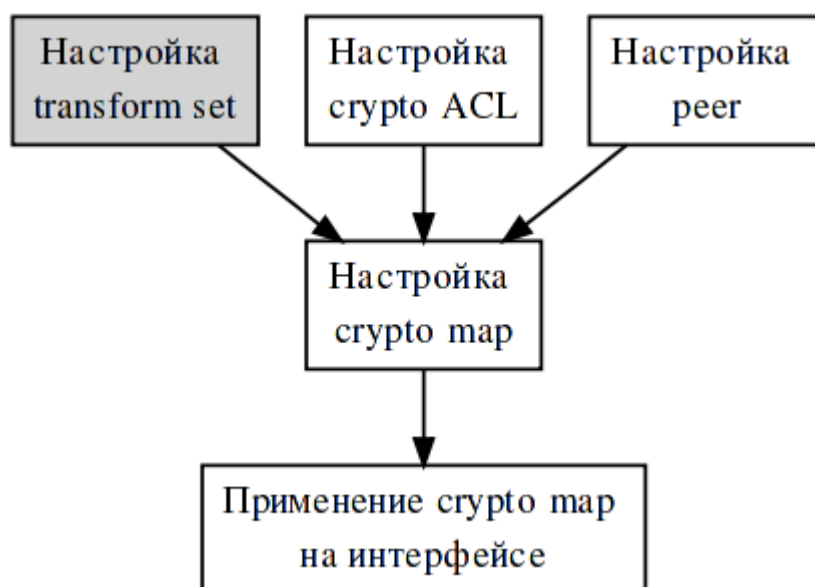 Настройка
transform set
Настройка
crypto ACL
Настройка
peer
Настройка
crypto map
Применение crypto map
на интерфейсе